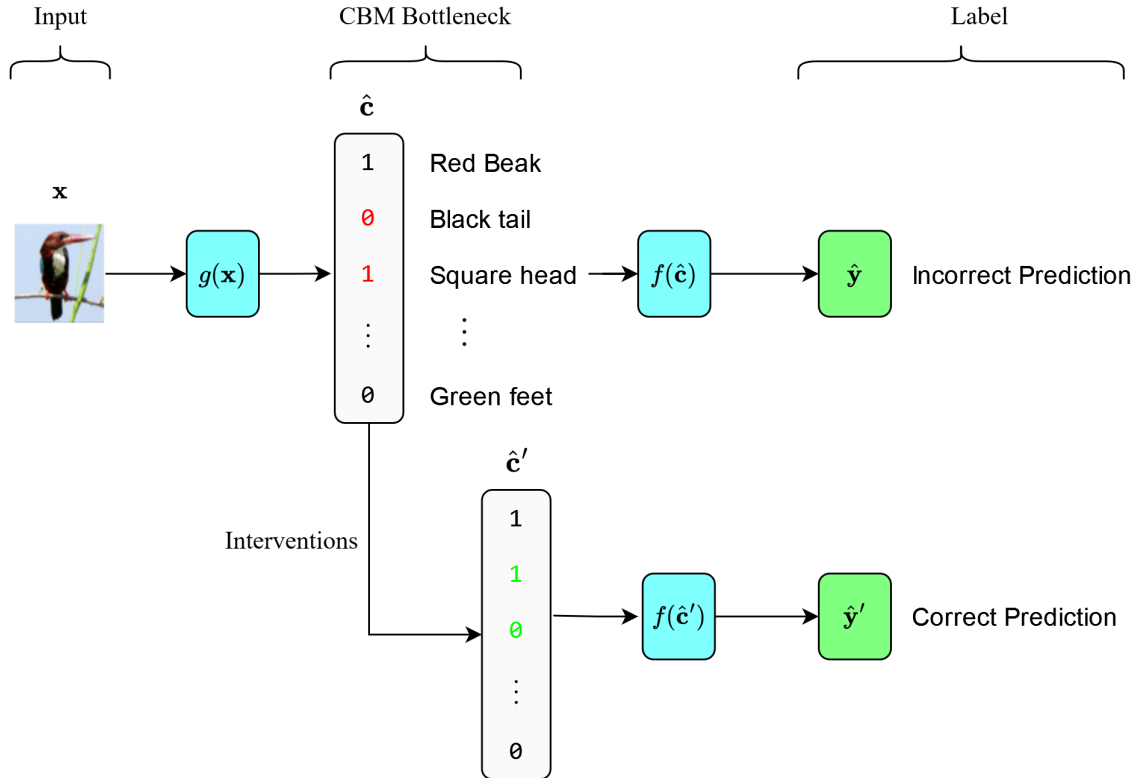 Input
CBM Bottleneck
Label
ĉ
x
1 Red Beak
0 Black tail
g(x)
1 Square head
f(ĉ)
ŷ
Incorrect Prediction
⋮ ⋮
0 Green feet
ĉ′
Interventions
1
1
0
f(ĉ′)
ŷ′
Correct Prediction
⋮
0